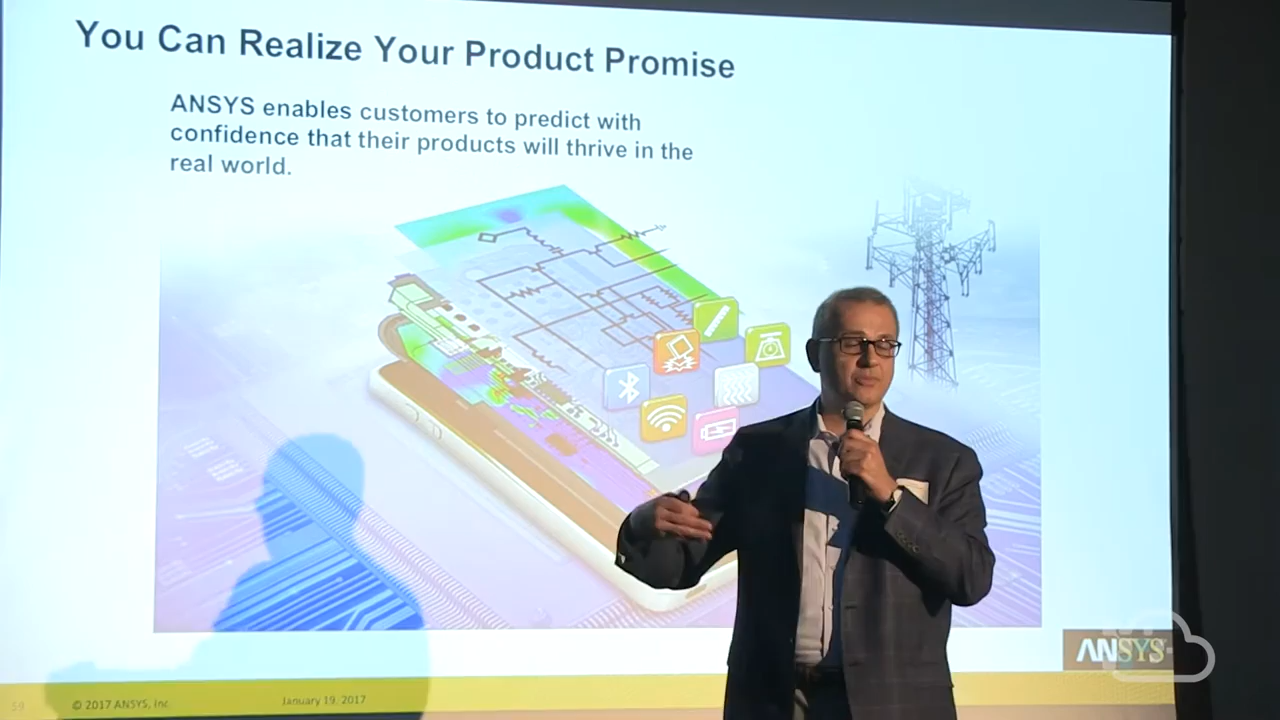 You Can Realize Your Product Promise
ANSYS enables customers to predict with
confidence that their products will thrive in the
real world.
ANSYS
59
© 2017 ANSYS, Inc.
January 19, 2017